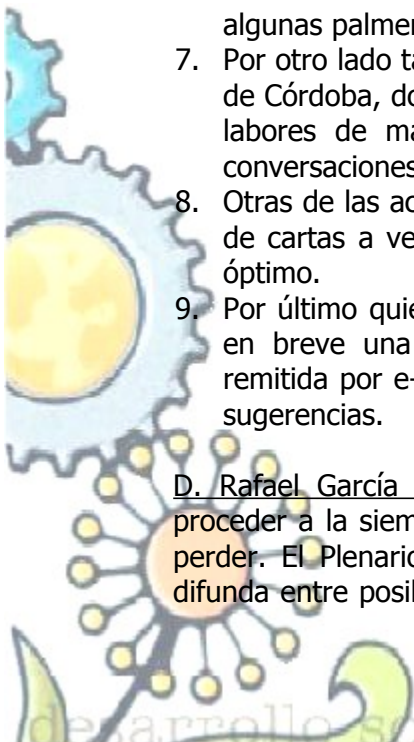 algunas palmer
7. Por otro lado ta
de Córdoba, do
labores de ma
conversaciones
8. Otras de las ac
de cartas a ve
óptimo.
9. Por último quie
en breve una
remitida por e-
sugerencias.
D. Rafael García
proceder a la siem
perder. El Plenario
difunda entre posil
desarrollo so